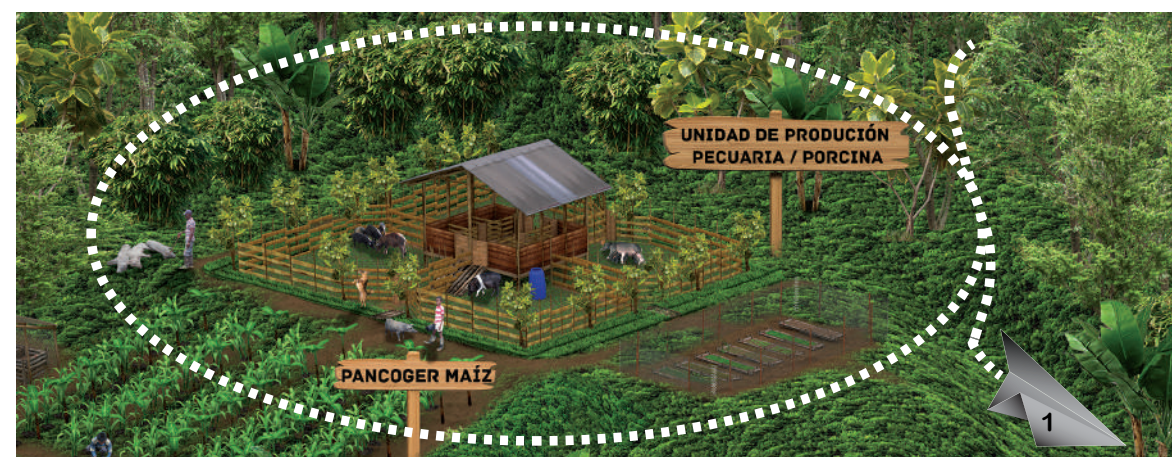 UNIDAD DE PRODUCIÓN
PECUARIA / PORCINA
PANCOGER MAÍZ
1